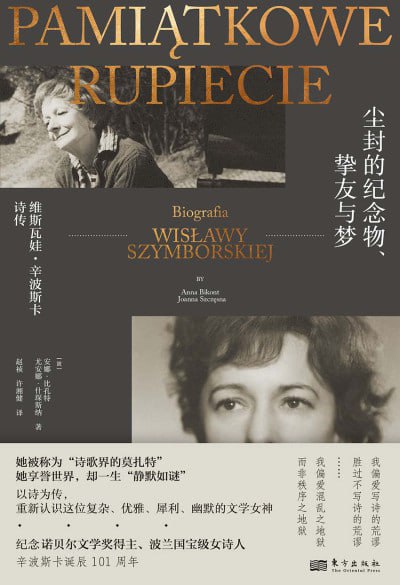 PAMIĄTKOWE
RUPIECIE
尘封的纪念物、
挚友与梦
维斯瓦娃·辛波斯卡
诗传
Biografia
WISŁAWY
SZYMBORSKIEJ
BY
Anna Bikont
Joanna Szczęsna
[波]
安娜·比孔特
尤安娜·什琛斯纳 著
赵祯 许湘健 译
她被称为“诗歌界的莫扎特”
她享誉世界，却一生“静默如谜”
以诗为传，
重新认识这位复杂、优雅、犀利、幽默的文学女神
纪念诺贝尔文学奖得主、波兰国宝级女诗人
辛波斯卡诞辰 101 周年
我偏爱写诗的荒谬
胜过不写诗的荒谬
……
我偏爱混乱之地狱
而非秩序之地狱
東方出版社
The Oriental Press